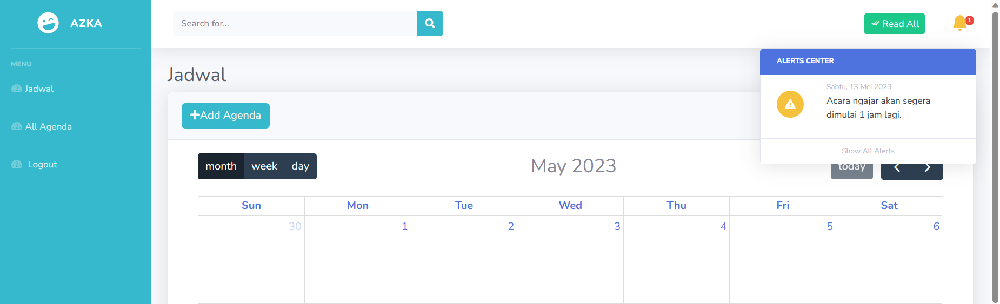 AZKA
MENU
Jadwal
All Agenda
Logout
Search for...
Read All
1
ALERTS CENTER
Sabtu, 13 Mei 2023
Acara ngajar akan segera
dimulai 1 jam lagi.
Show All Alerts
Jadwal
Add Agenda
month week day
May 2023
today
Sun Mon Tue Wed Thu Fri Sat
30 1 2 3 4 5 6